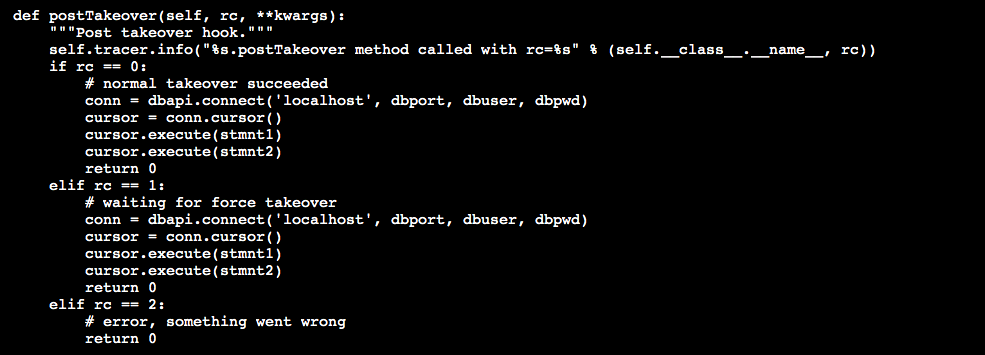 def postTakeover(self, rc, **kwargs):
    """Post takeover hook."""
    self.tracer.info("%s.postTakeover method called with rc=%s" % (self.__class__.__name__, rc))
    if rc == 0:
        # normal takeover succeeded
        conn = dbapi.connect('localhost', dbport, dbuser, dbpwd)
        cursor = conn.cursor()
        cursor.execute(stmnt1)
        cursor.execute(stmnt2)
        return 0
    elif rc == 1:
        # waiting for force takeover
        conn = dbapi.connect('localhost', dbport, dbuser, dbpwd)
        cursor = conn.cursor()
        cursor.execute(stmnt1)
        cursor.execute(stmnt2)
        return 0
    elif rc == 2:
        # error, something went wrong
        return 0